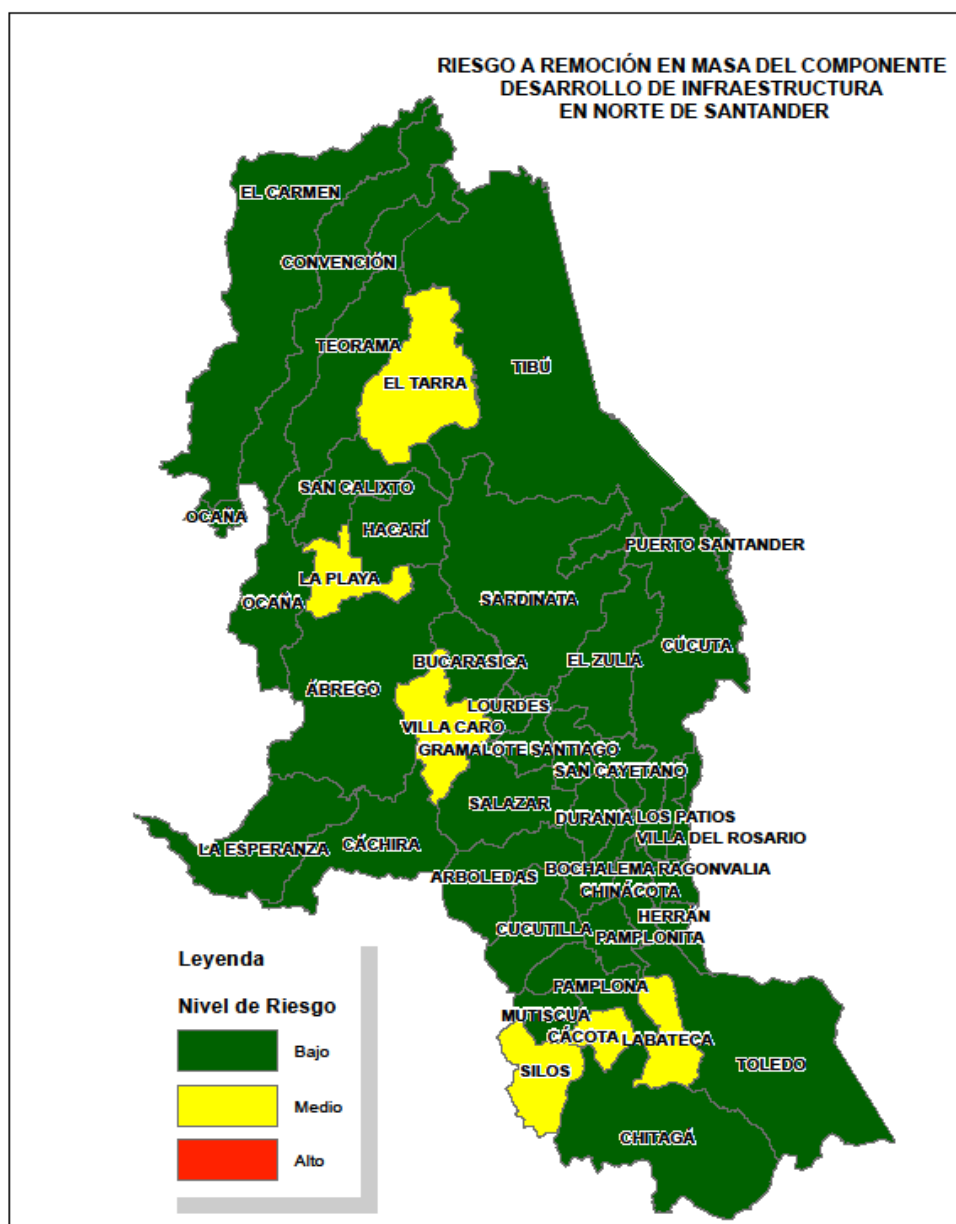 RIESGO A REMOCIÓN EN MASA DEL COMPONENTE
DESARROLLO DE INFRAESTRUCTURA
EN NORTE DE SANTANDER
EL CARMEN
CONVENCIÓN
TEORAMA
TIBÚ
EL TARRA
SAN CALIXTO
OCAÑA
HACARÍ
PUERTO SANTANDER
LA PLAYA
OCAÑA
SARDINATA
CÚCUTA
BUCARASICA
EL ZULIA
ÁBREGO
LOURDES
VILLA CARO
GRAMALOTE SANTIAGO
SAN CAYETANO
SALAZAR
DURANIA LOS PATIOS
VILLA DEL ROSARIO
LA ESPERANZA
CÁCHIRA
ARBOLEDAS
BOCHALEMA RAGONVALIA
CHINÁCOTA
HERRÁN
CUCUTILLA
PAMPLONITA
PAMPLONA
MUTISCUA
CÁCOTA
LABATECA
SILOS
TOLEDO
CHITAGÁ
Leyenda
Nivel de Riesgo
Bajo
Medio
Alto